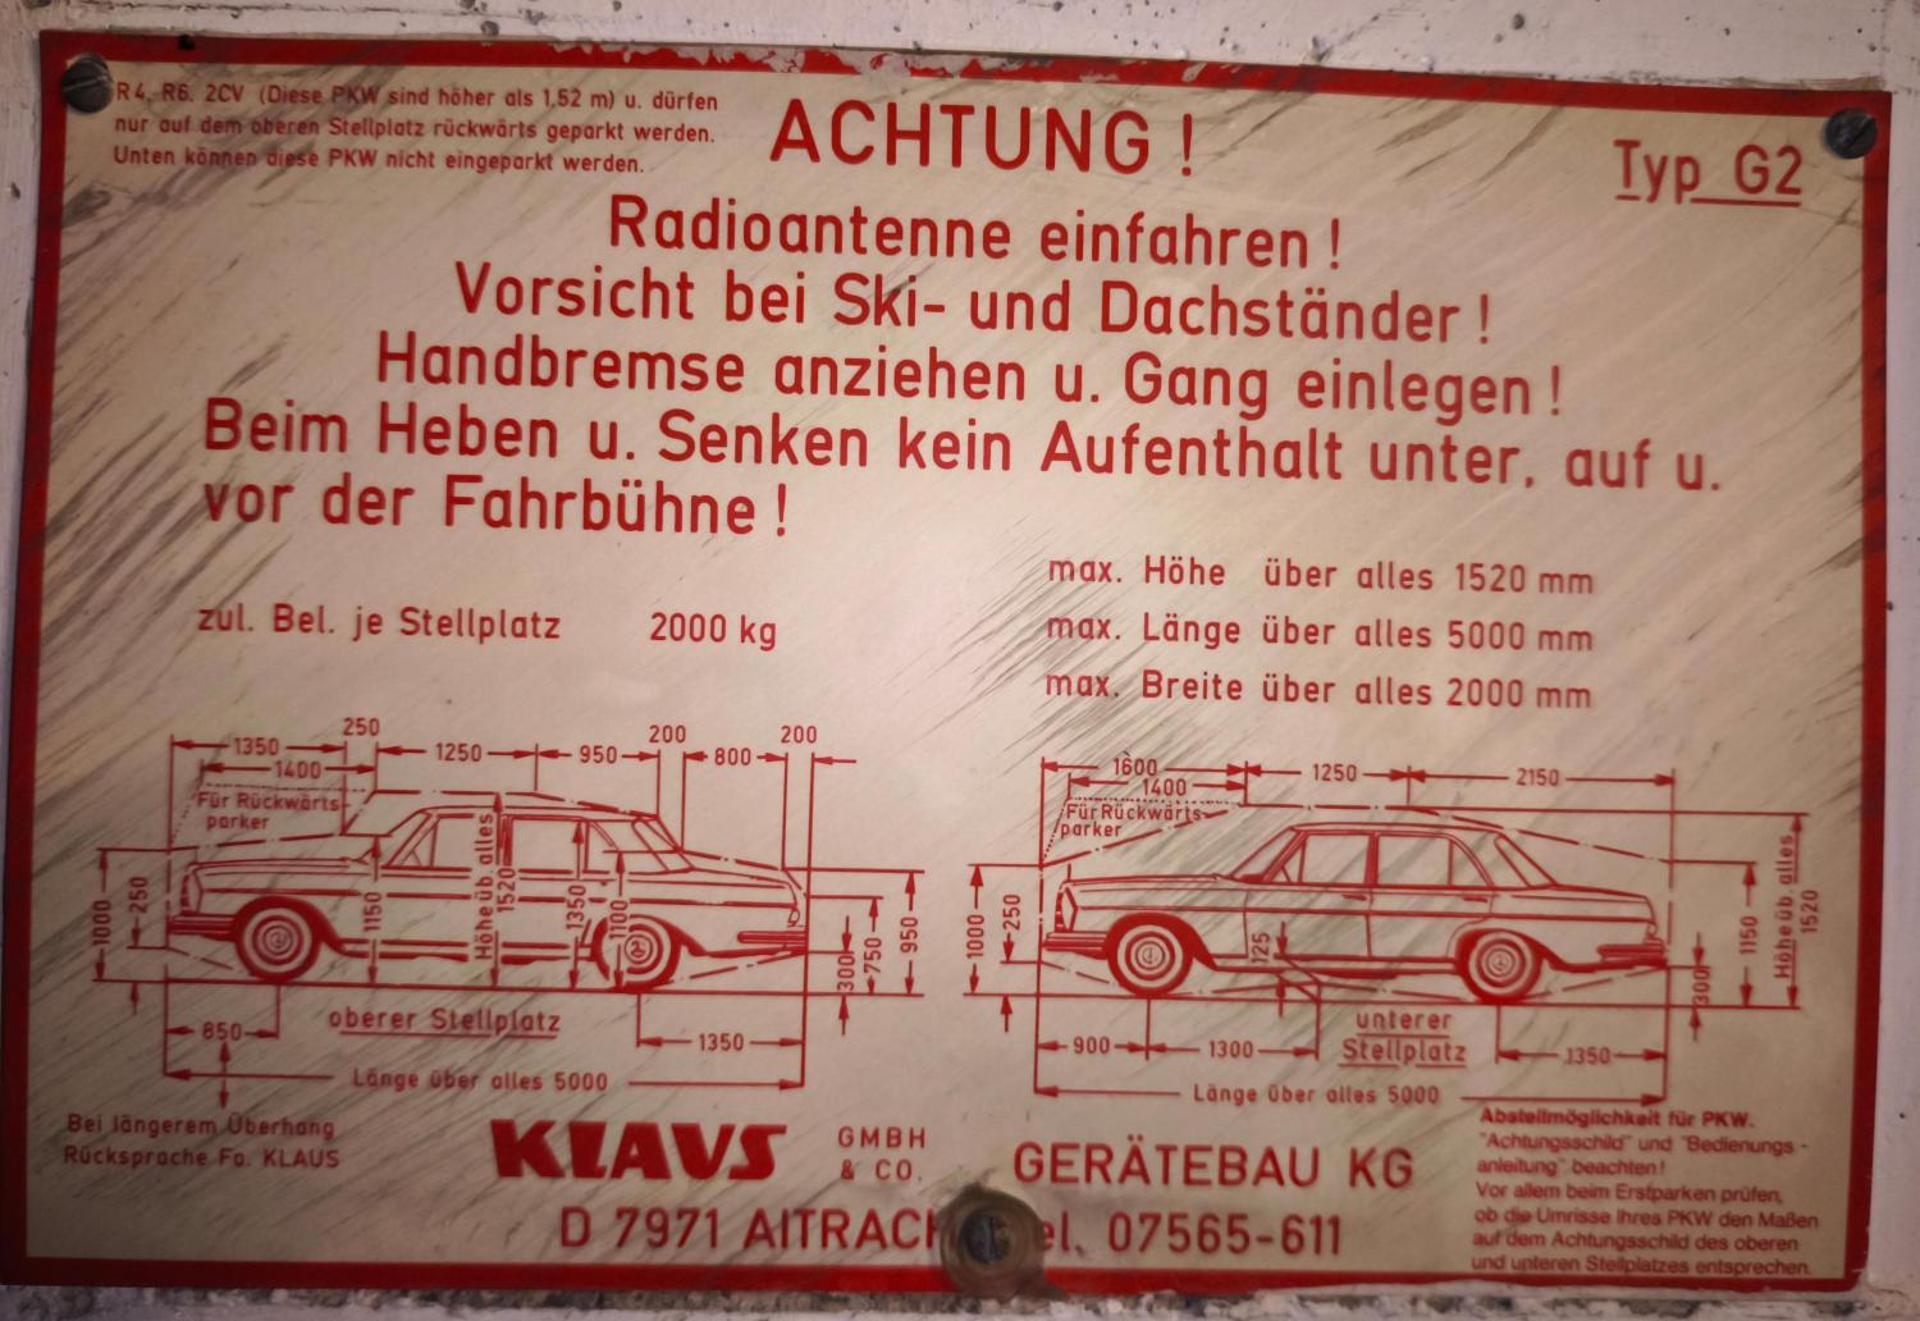 R4, R6, 2CV (Diese PKW sind höher als 1,52 m) u. dürfen
nur auf dem oberen Stellplatz rückwärts geparkt werden.
Unten können diese PKW nicht eingeparkt werden.
ACHTUNG !
Typ G2
Radioantenne einfahren !
Vorsicht bei Ski- und Dachständer !
Handbremse anziehen u. Gang einlegen !
Beim Heben u. Senken kein Aufenthalt unter, auf u.
vor der Fahrbühne !
zul. Bel. je Stellplatz 2000 kg
max. Höhe über alles 1520 mm
max. Länge über alles 5000 mm
max. Breite über alles 2000 mm
250 200 200
1350 1250 950 800
1400
Für Rückwärts-
parker
1000
250
1150
Höhe üb. alles
1520
1350
1100
300
750
950
850
oberer Stellplatz
1350
Länge über alles 5000
1600 1250 2150
1400
Für Rückwärts-
parker
1000
250
125
300
1150
Höhe üb. alles
1520
900 1300
unterer
Stellplatz
1350
Länge über alles 5000
Bei längerem Überhang
Rücksprache Fa. KLAUS
KLAUS GMBH
& CO.
GERÄTEBAU KG
D 7971 AITRACH el. 07565-611
Abstellmöglichkeit für PKW.
"Achtungsschild" und "Bedienungs-
anleitung" beachten!
Vor allem beim Erstparken prüfen,
ob die Umrisse Ihres PKW den Maßen
auf dem Achtungsschild des oberen
und unteren Stellplatzes entsprechen.